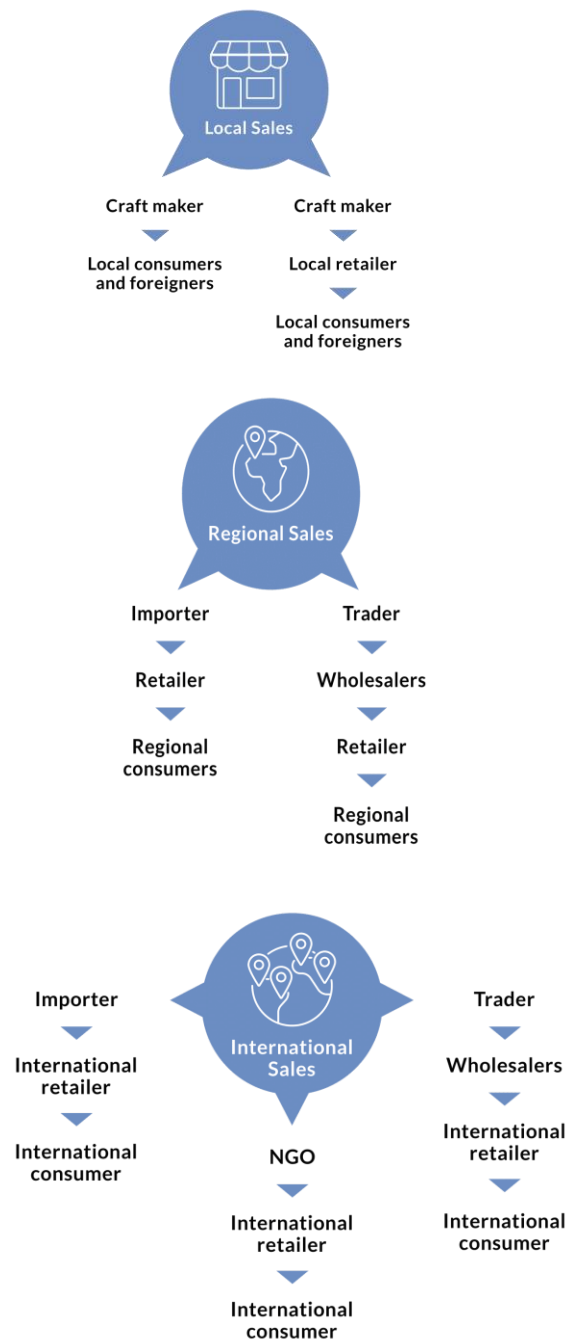 Local Sales
Craft maker
Local consumers
and foreigners
Craft maker
Local retailer
Local consumers
and foreigners
Regional Sales
Importer
Retailer
Regional
consumers
Trader
Wholesalers
Retailer
Regional
consumers
International
Sales
Importer
International
retailer
International
consumer
NGO
International
retailer
International
consumer
Trader
Wholesalers
International
retailer
International
consumer